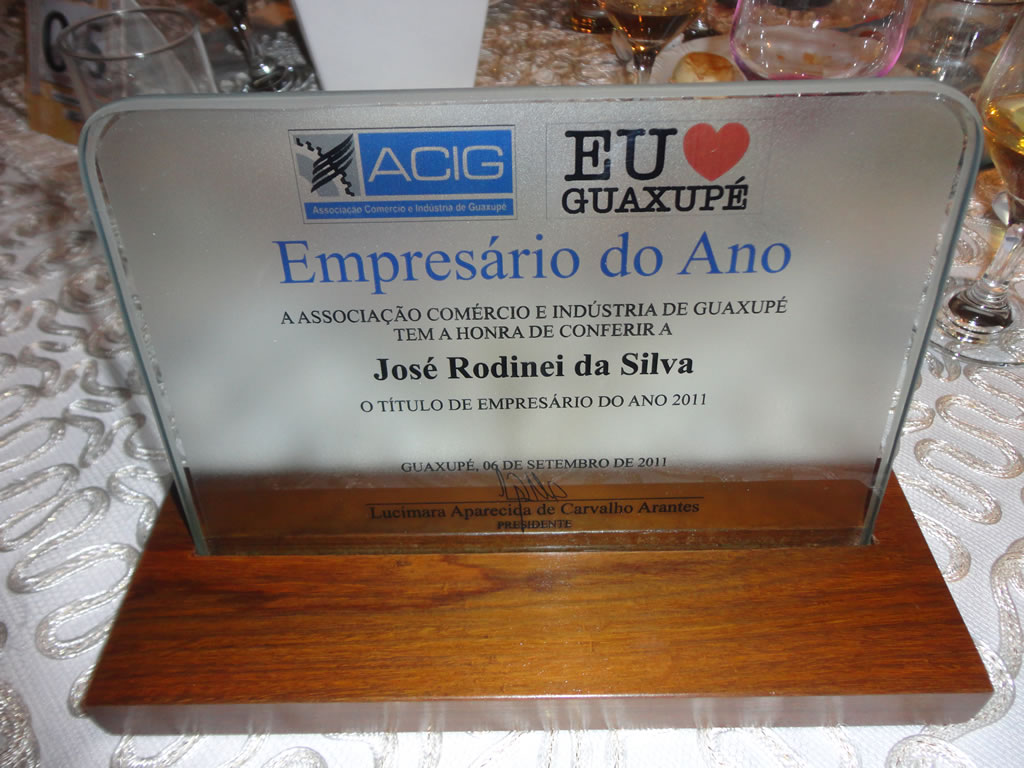 ACIG
Associação Comércio e Indústria de Guaxupé
EU
GUAXUPÉ
Empresário do Ano
A ASSOCIAÇÃO COMÉRCIO E INDÚSTRIA DE GUAXUPÉ
TEM A HONRA DE CONFERIR A
José Rodinei da Silva
O TÍTULO DE EMPRESÁRIO DO ANO 2011
GUAXUPÉ, 06 DE SETEMBRO DE 2011
Lucimara Aparecida de Carvalho Arantes
PRESIDENTE